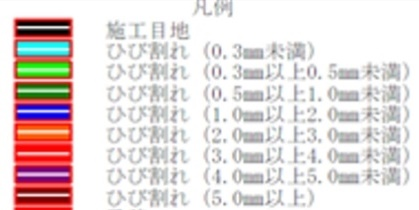 凡例
施工目地
ひび割れ (0.3㎜未満)
ひび割れ (0.3㎜以上0.5㎜未満)
ひび割れ (0.5㎜以上1.0㎜未満)
ひび割れ (1.0㎜以上2.0㎜未満)
ひび割れ (2.0㎜以上3.0㎜未満)
ひび割れ (3.0㎜以上4.0㎜未満)
ひび割れ (4.0㎜以上5.0㎜未満)
ひび割れ (5.0㎜以上)